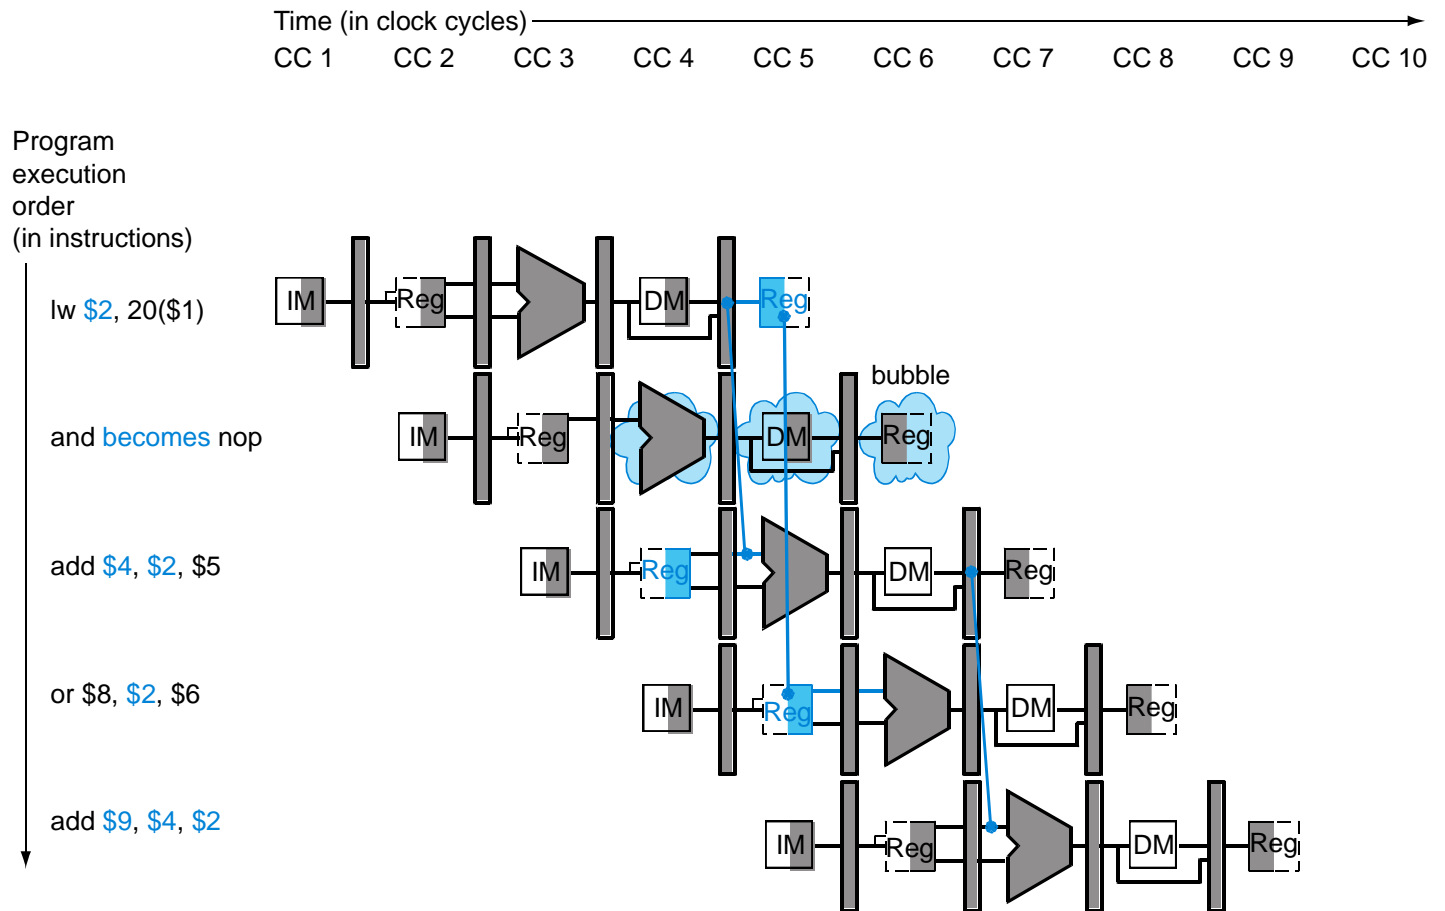 Time (in clock cycles)
CC 1 CC 2 CC 3 CC 4 CC 5 CC 6 CC 7 CC 8 CC 9 CC 10
Program
execution
order
(in instructions)
lw $2, 20($1)
IM Reg DM Reg
bubble
and becomes nop
IM Reg DM Reg
add $4, $2, $5
IM Reg DM Reg
or $8, $2, $6
IM Reg DM Reg
add $9, $4, $2
IM Reg DM Reg